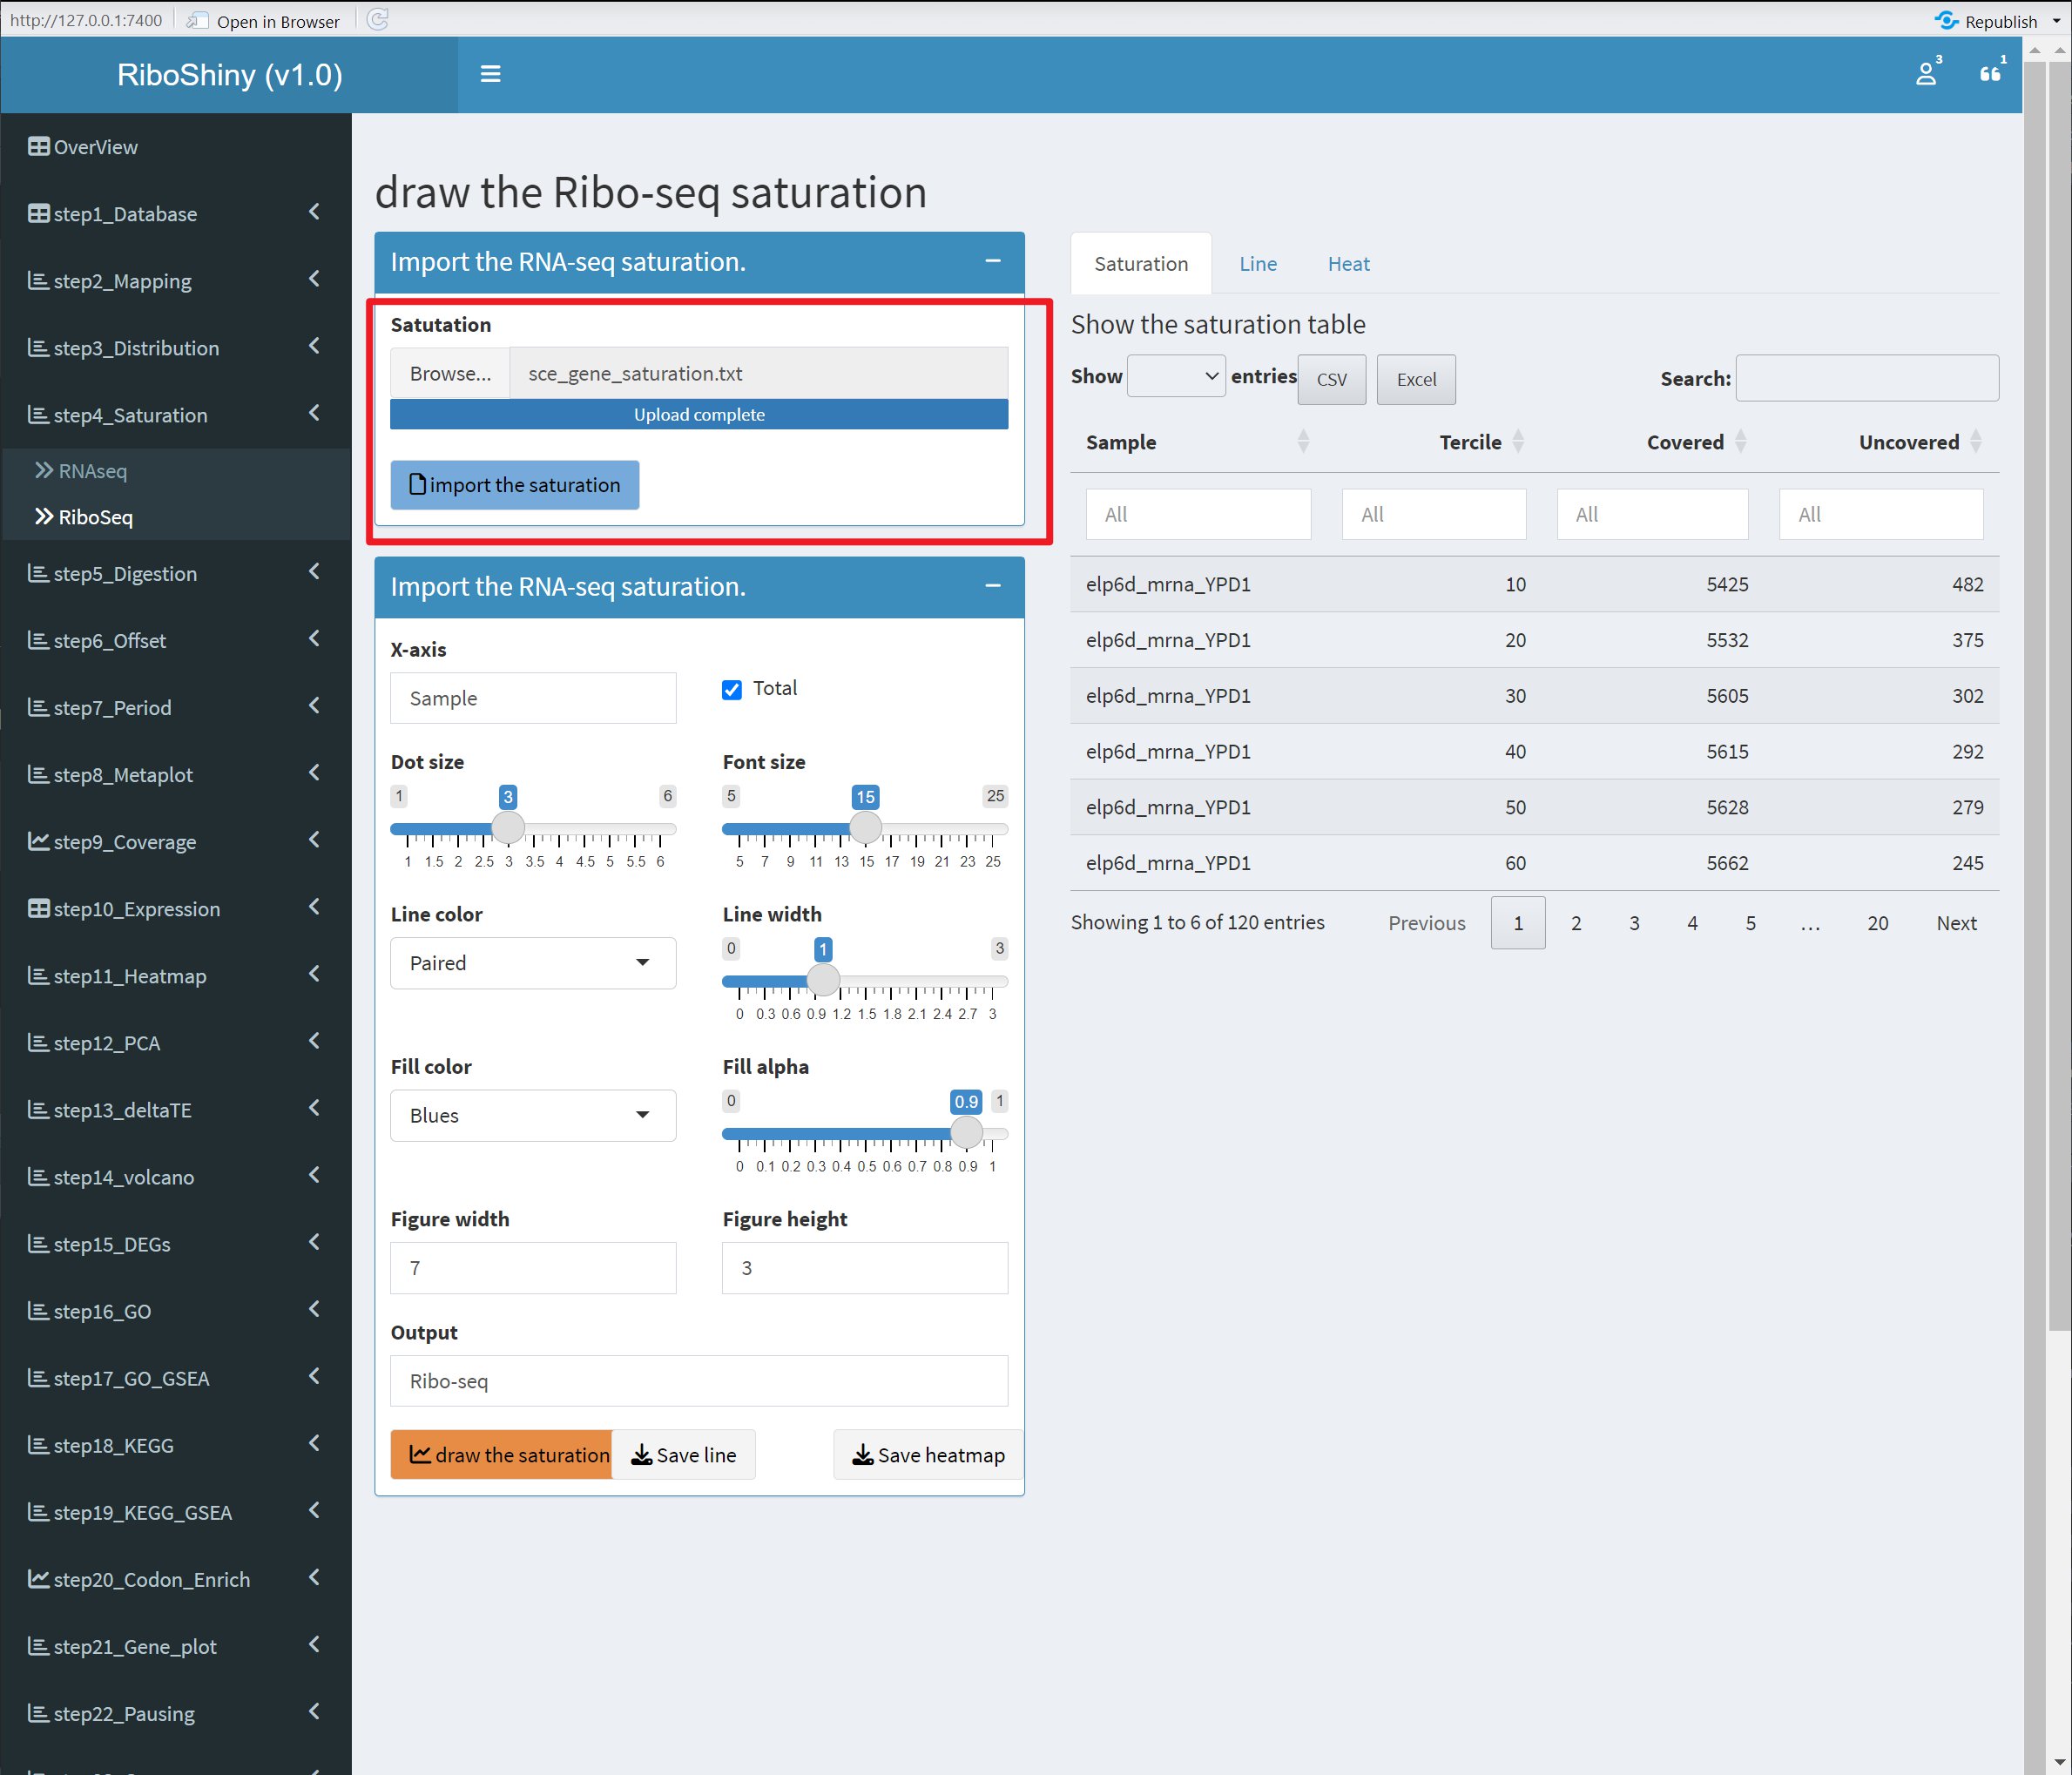 http://127.0.0.1:7400 Open in Browser Republish
RiboShiny (v1.0) 3 1
OverView
step1_Database
step2_Mapping
step3_Distribution
step4_Saturation
RNAseq
RiboSeq
step5_Digestion
step6_Offset
step7_Period
step8_Metaplot
step9_Coverage
step10_Expression
step11_Heatmap
step12_PCA
step13_deltaTE
step14_volcano
step15_DEGs
step16_GO
step17_GO_GSEA
step18_KEGG
step19_KEGG_GSEA
step20_Codon_Enrich
step21_Gene_plot
step22_Pausing
draw the Ribo-seq saturation
Import the RNA-seq saturation.
Satutation
Browse... sce_gene_saturation.txt
Upload complete
import the saturation
Import the RNA-seq saturation.
X-axis
Sample Total
Dot size Font size
1 3 6 5 15 25
1 1.5 2 2.5 3 3.5 4 4.5 5 5.5 6 5 7 9 11 13 15 17 19 21 23 25
Line color Line width
0 1 3
Paired
0 0.3 0.6 0.9 1.2 1.5 1.8 2.1 2.4 2.7 3
Fill color Fill alpha
0 0.9 1
Blues
0 0.1 0.2 0.3 0.4 0.5 0.6 0.7 0.8 0.9 1
Figure width Figure height
7 3
Output
Ribo-seq
draw the saturation Save line Save heatmap
Saturation Line Heat
Show the saturation table
Show entries CSV Excel Search:
Sample Tercile Covered Uncovered
All All All All
elp6d_mrna_YPD1 10 5425 482
elp6d_mrna_YPD1 20 5532 375
elp6d_mrna_YPD1 30 5605 302
elp6d_mrna_YPD1 40 5615 292
elp6d_mrna_YPD1 50 5628 279
elp6d_mrna_YPD1 60 5662 245
Showing 1 to 6 of 120 entries Previous 1 2 3 4 5 … 20 Next